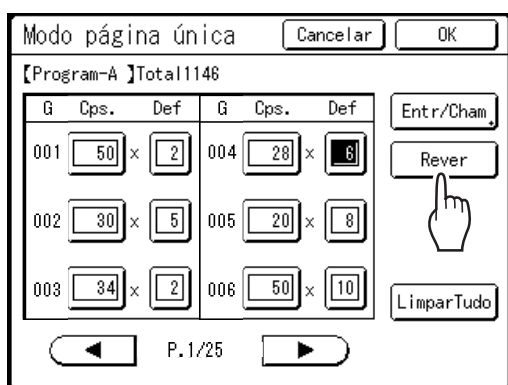 Modo página única Cancelar OK
【Program-A 】Total1146
G Cps. Def G Cps. Def Entr/Cham
001 50 x 2 004 28 x 6 Rever
002 30 x 5 005 20 x 8
003 34 x 2 006 50 x 10 LimparTudo
◀ P.1/25 ▶